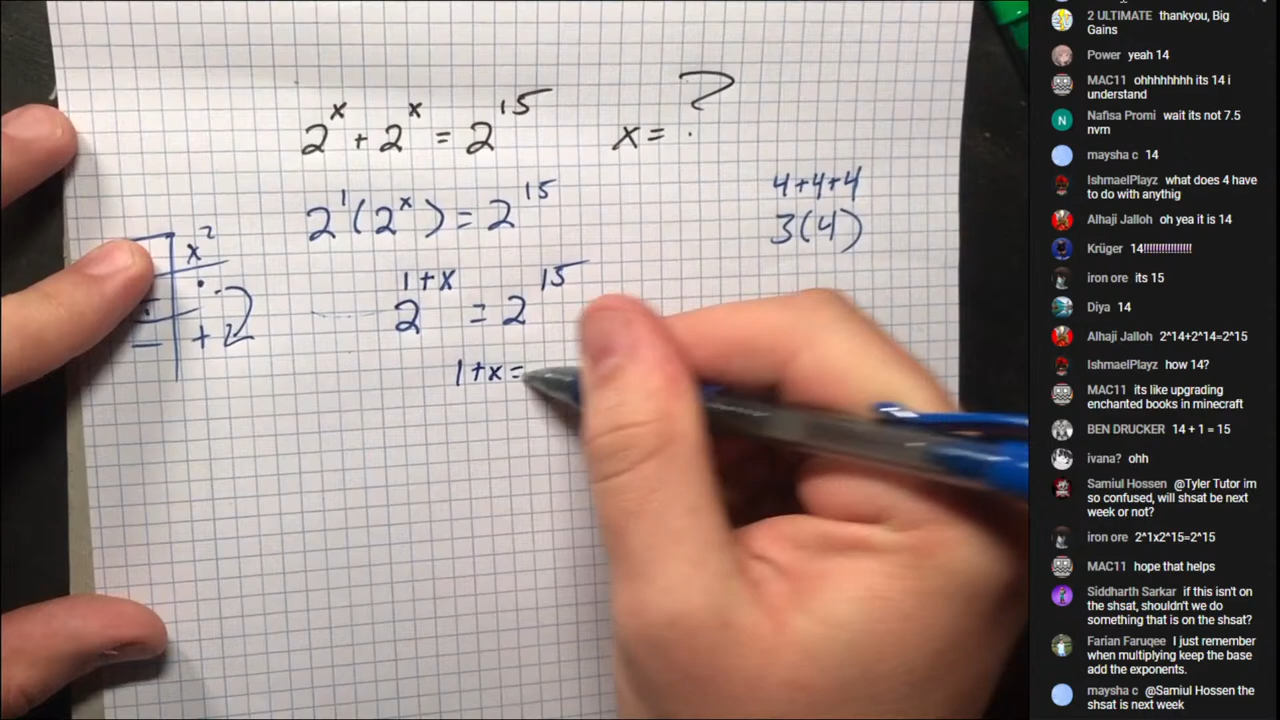 2^x + 2^x = 2^15 x = ?
2^1(2^x) = 2^15
4+4+4
3(4)
x^2
2^1+x = 2^15
+
1+x=
2 ULTIMATE thankyou, Big
Gains
Power yeah 14
MAC11 ohhhhhhhh its 14 i
understand
N
Nafisa Promi wait its not 7.5
nvm
maysha c 14
IshmaelPlayz what does 4 have
to do with anythig
Alhaji Jalloh oh yea it is 14
Krüger 14!!!!!!!!!!!!!!!!
iron ore its 15
Diya 14
Alhaji Jalloh 2^14+2^14=2^15
IshmaelPlayz how 14?
MAC11 its like upgrading
enchanted books in minecraft
BEN DRUCKER 14 + 1 = 15
ivana? ohh
Samiul Hossen @Tyler Tutor im
so confused, will shsat be next
week or not?
iron ore 2^1x2^15=2^15
MAC11 hope that helps
Siddharth Sarkar if this isn't on
the shsat, shouldn't we do
something that is on the shsat?
Farian Faruqee I just remember
when multiplying keep the base
add the exponents.
maysha c @Samiul Hossen the
shsat is next week